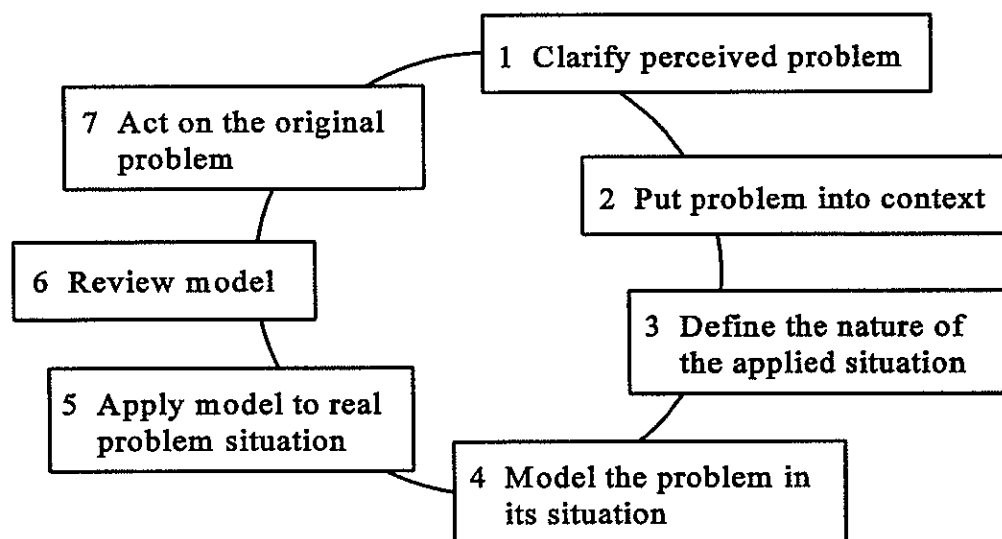 1 Clarify perceived problem
2 Put problem into context
3 Define the nature of
the applied situation
4 Model the problem in
its situation
5 Apply model to real
problem situation
6 Review model
7 Act on the original
problem